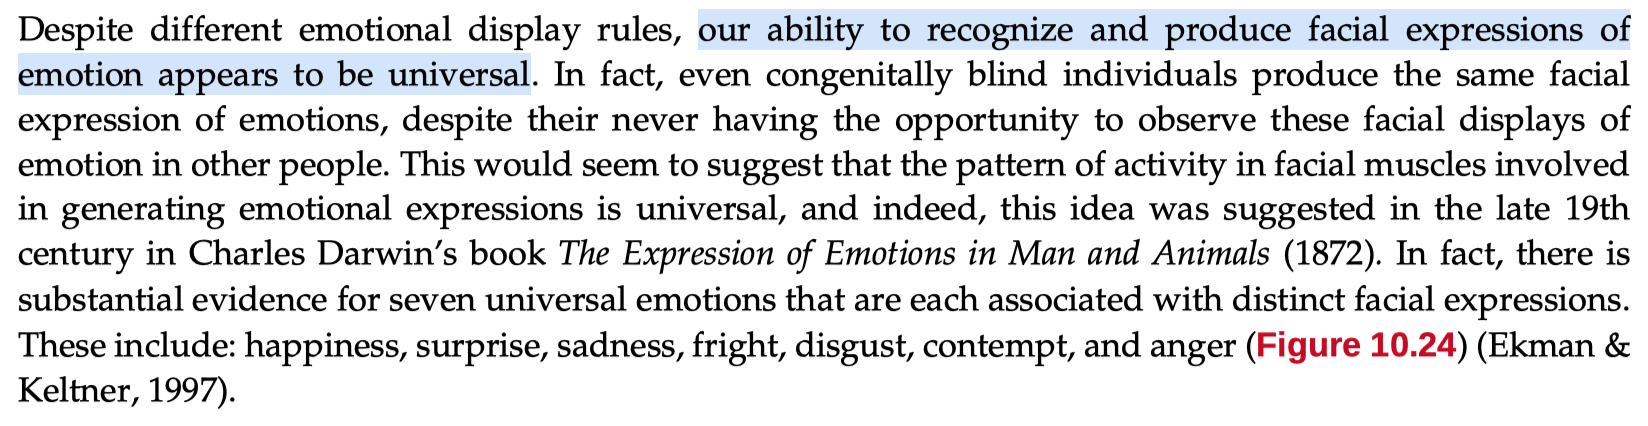 Despite different emotional display rules, our ability to recognize and produce facial expressions of
emotion appears to be universal. In fact, even congenitally blind individuals produce the same facial
expression of emotions, despite their never having the opportunity to observe these facial displays of
emotion in other people. This would seem to suggest that the pattern of activity in facial muscles involved
in generating emotional expressions is universal, and indeed, this idea was suggested in the late 19th
century in Charles Darwin’s book The Expression of Emotions in Man and Animals (1872). In fact, there is
substantial evidence for seven universal emotions that are each associated with distinct facial expressions.
These include: happiness, surprise, sadness, fright, disgust, contempt, and anger (Figure 10.24) (Ekman &
Keltner, 1997).